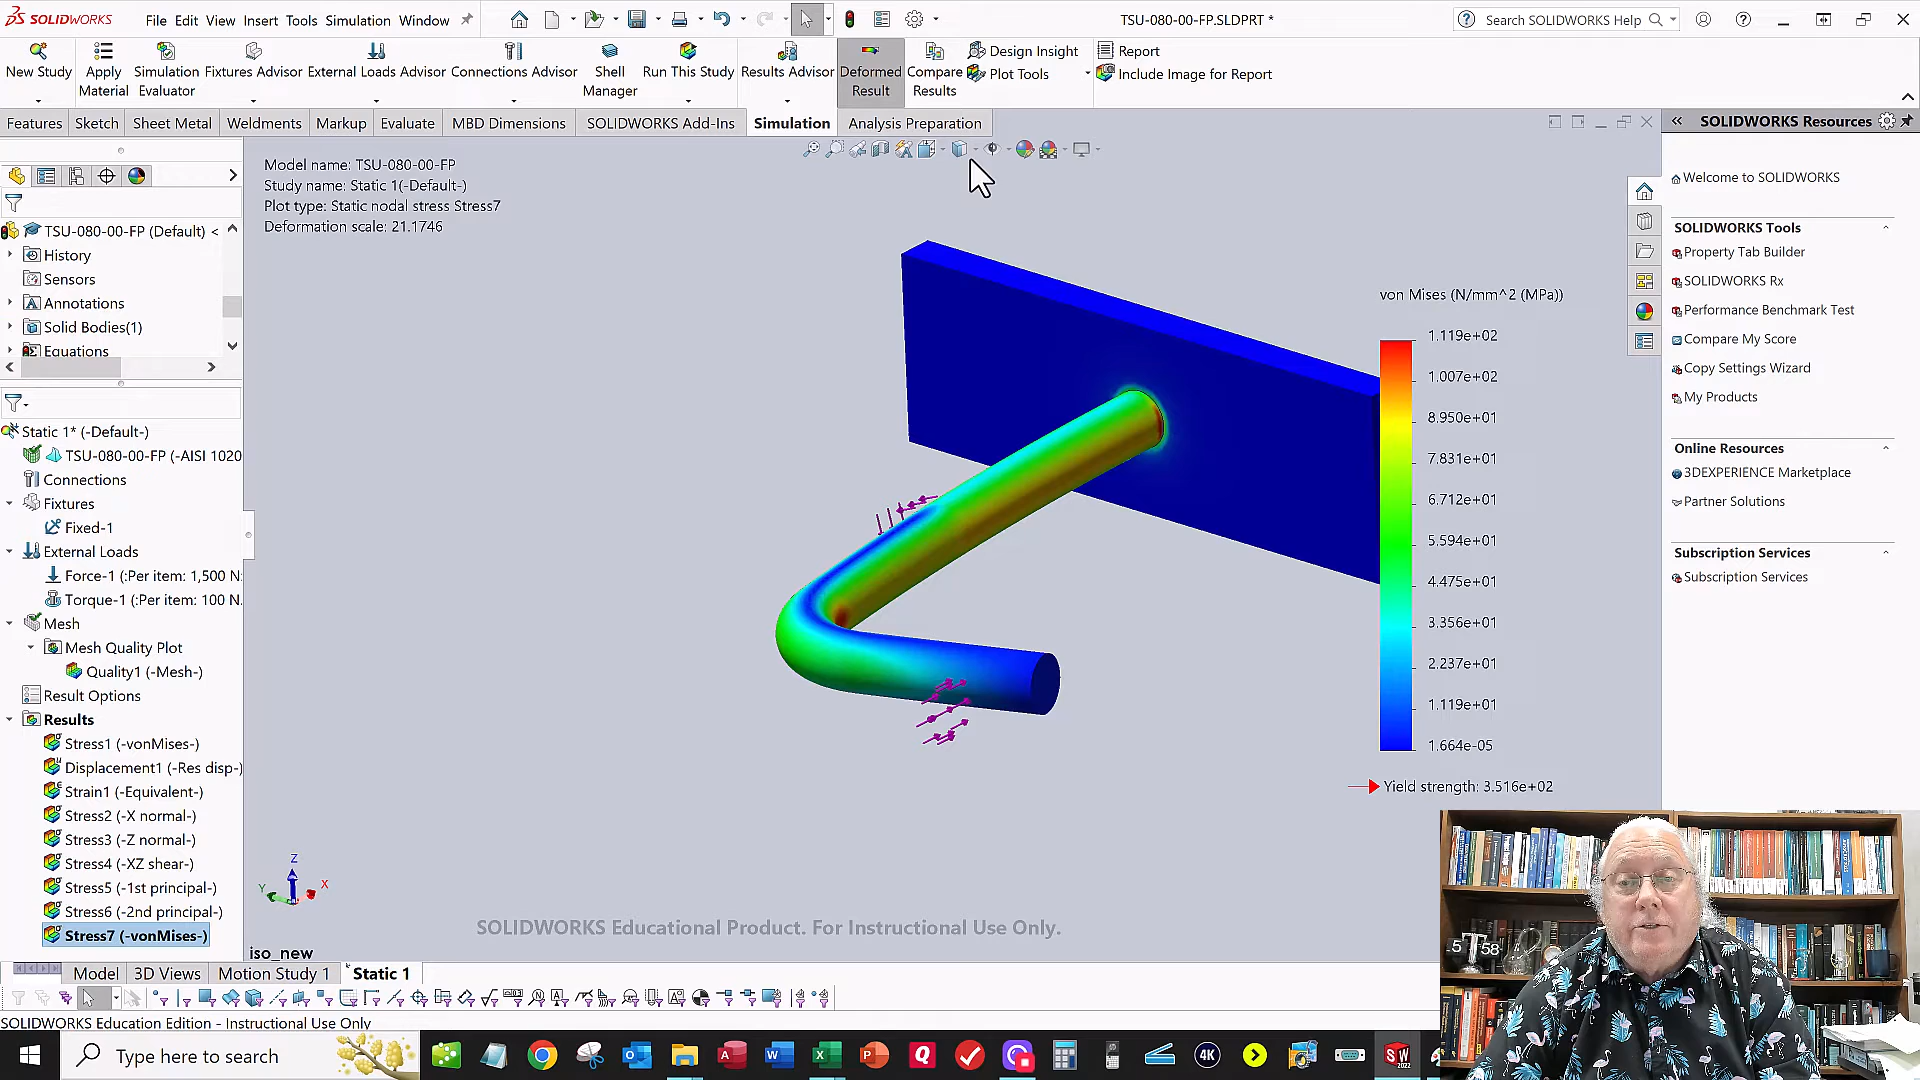 SOLIDWORKS File Edit View Insert Tools Simulation Window TSU-080-00-FP.SLDPRT * Search SOLIDWORKS Help
New Study
Apply Material
Simulation Evaluator
Fixtures Advisor
External Loads Advisor
Connections Advisor
Shell Manager
Run This Study
Results Advisor
Deformed Result
Compare Results
Design Insight
Plot Tools
Report
Include Image for Report
Features Sketch Sheet Metal Weldments Markup Evaluate MBD Dimensions SOLIDWORKS Add-Ins Simulation Analysis Preparation
TSU-080-00-FP (Default) <
History
Sensors
Annotations
Solid Bodies(1)
Equations
Static 1* (-Default-)
TSU-080-00-FP (-AISI 1020
Connections
Fixtures
Fixed-1
External Loads
Force-1 (:Per item: 1,500 N:
Torque-1 (:Per item: 100 N.
Mesh
Mesh Quality Plot
Quality1 (-Mesh-)
Result Options
Results
Stress1 (-vonMises-)
Displacement1 (-Res disp-)
Strain1 (-Equivalent-)
Stress2 (-X normal-)
Stress3 (-Z normal-)
Stress4 (-XZ shear-)
Stress5 (-1st principal-)
Stress6 (-2nd principal-)
Stress7 (-vonMises-)
Model name: TSU-080-00-FP
Study name: Static 1(-Default-)
Plot type: Static nodal stress Stress7
Deformation scale: 21.1746
von Mises (N/mm^2 (MPa))
1.119e+02
1.007e+02
8.950e+01
7.831e+01
6.712e+01
5.594e+01
4.475e+01
3.356e+01
2.237e+01
1.119e+01
1.664e-05
Yield strength: 3.516e+02
Z
Y
X
SOLIDWORKS Educational Product. For Instructional Use Only.
iso_new
SOLIDWORKS Resources
Welcome to SOLIDWORKS
SOLIDWORKS Tools
Property Tab Builder
SOLIDWORKS Rx
Performance Benchmark Test
Compare My Score
Copy Settings Wizard
My Products
Online Resources
3DEXPERIENCE Marketplace
Partner Solutions
Subscription Services
Subscription Services
5 58
Model 3D Views Motion Study 1 Static 1
SOLIDWORKS Education Edition - Instructional Use Only
Type here to search
4K
SW
2022